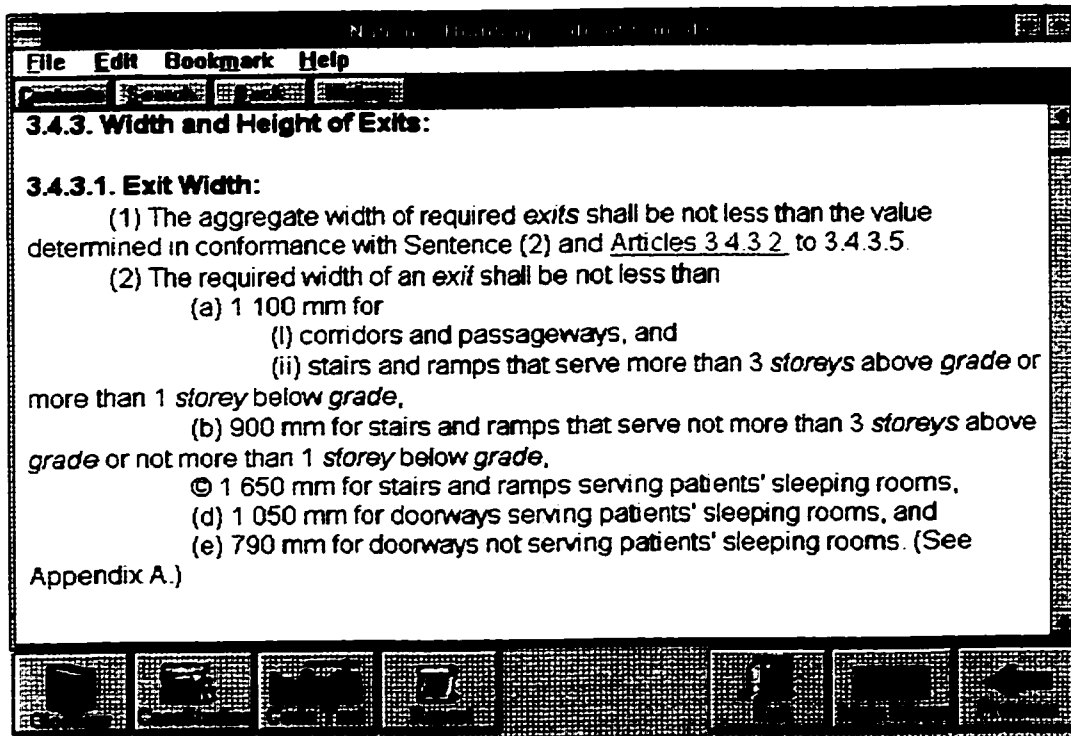 File Edit Bookmark Help
3.4.3. Width and Height of Exits:
3.4.3.1. Exit Width:
(1) The aggregate width of required exits shall be not less than the value
determined in conformance with Sentence (2) and Articles 3.4.3.2. to 3.4.3.5.
(2) The required width of an exit shall be not less than
(a) 1 100 mm for
(I) corridors and passageways, and
(ii) stairs and ramps that serve more than 3 storeys above grade or
more than 1 storey below grade,
(b) 900 mm for stairs and ramps that serve not more than 3 storeys above
grade or not more than 1 storey below grade,
© 1 650 mm for stairs and ramps serving patients' sleeping rooms,
(d) 1 050 mm for doorways serving patients' sleeping rooms, and
(e) 790 mm for doorways not serving patients' sleeping rooms. (See
Appendix A.)